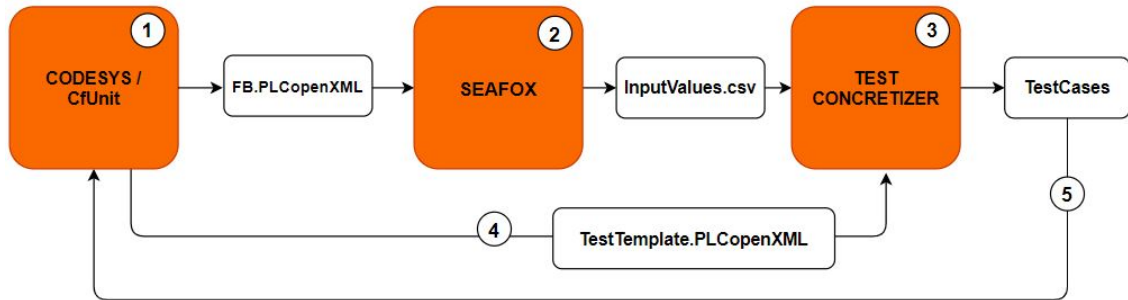 1
CODESYS /
CfUnit
FB.PLCopenXML
2
SEAFOX
InputValues.csv
3
TEST
CONCRETIZER
TestCases
4
TestTemplate.PLCopenXML
5